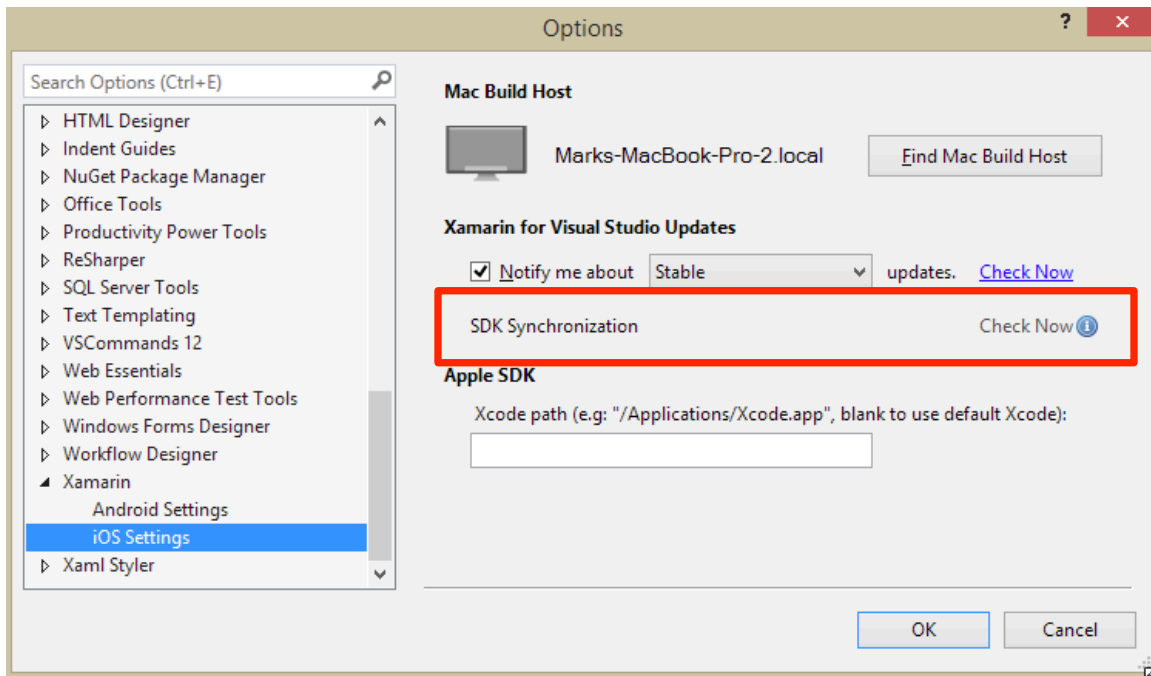 Options
?
Search Options (Ctrl+E)
HTML Designer
Indent Guides
NuGet Package Manager
Office Tools
Productivity Power Tools
ReSharper
SQL Server Tools
Text Templating
VSCommands 12
Web Essentials
Web Performance Test Tools
Windows Forms Designer
Workflow Designer
Xamarin
Android Settings
iOS Settings
Xaml Styler
Mac Build Host
Marks-MacBook-Pro-2.local Find Mac Build Host
Xamarin for Visual Studio Updates
Notify me about Stable updates. Check Now
SDK Synchronization Check Now
Apple SDK
Xcode path (e.g: "/Applications/Xcode.app", blank to use default Xcode):
OK Cancel